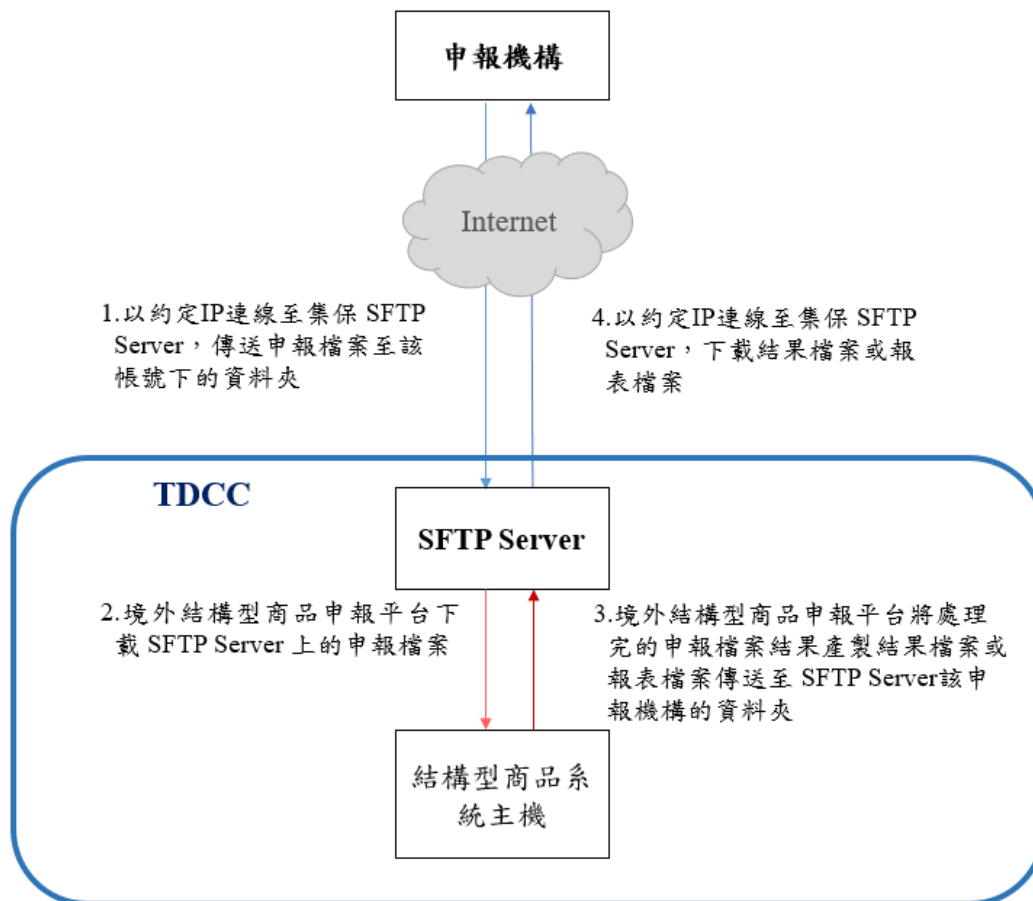 申報機構
Internet
1.以約定IP連線至集保 SFTP
Server，傳送申報檔案至該
帳號下的資料夾
4.以約定IP連線至集保 SFTP
Server，下載結果檔案或報
表檔案
TDCC
SFTP Server
2.境外結構型商品申報平台下
載 SFTP Server 上的申報檔案
3.境外結構型商品申報平台將處理
完的申報檔案結果產製結果檔案或
報表檔案傳送至 SFTP Server該申
報機構的資料夾
結構型商品系
統主機